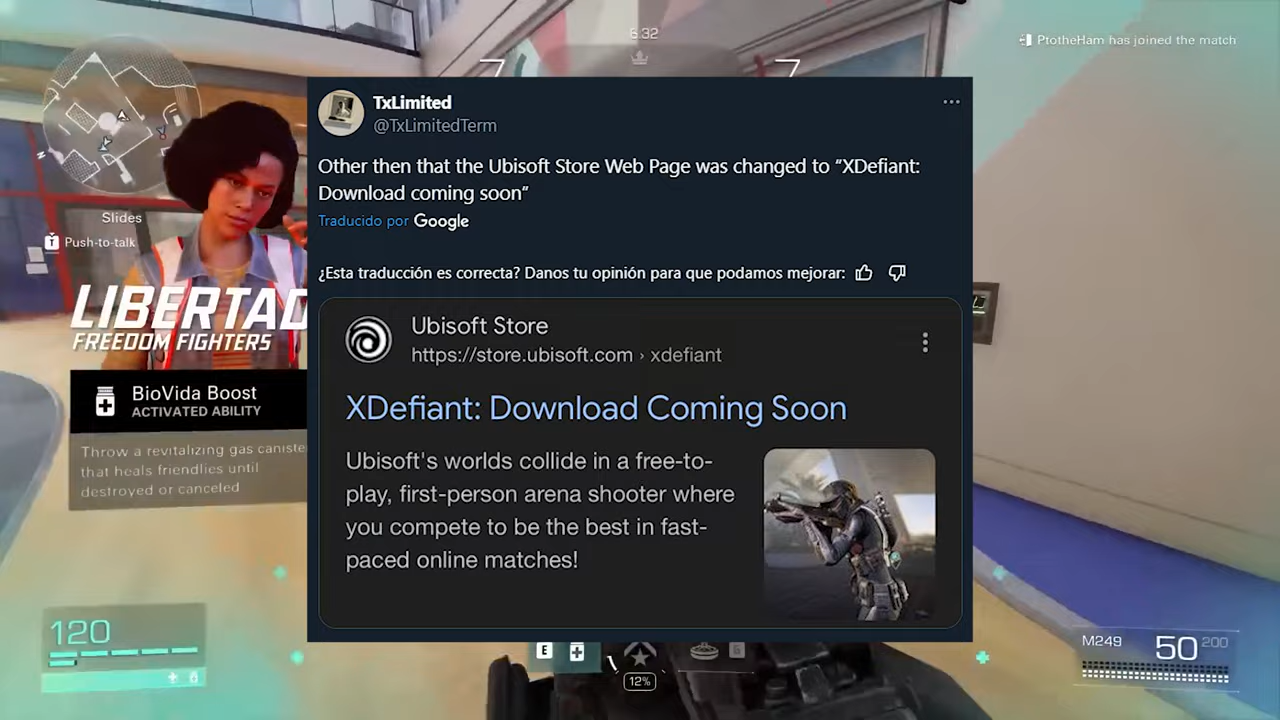 6:32
PtotheHam has joined the match
7
7
Slides
Push-to-talk
LIBERTAD
FREEDOM FIGHTERS
BioVida Boost
ACTIVATED ABILITY
Throw a revitalizing gas caniste
that heals friendlies until
destroyed or canceled
TxLimited
@TxLimitedTerm
Other then that the Ubisoft Store Web Page was changed to “XDefiant:
Download coming soon”
Traducido por Google
¿Esta traducción es correcta? Danos tu opinión para que podamos mejorar:
Ubisoft Store
https://store.ubisoft.com › xdefiant
XDefiant: Download Coming Soon
Ubisoft's worlds collide in a free-to-
play, first-person arena shooter where
you compete to be the best in fast-
paced online matches!
120
E
G
12%
M249
50 200